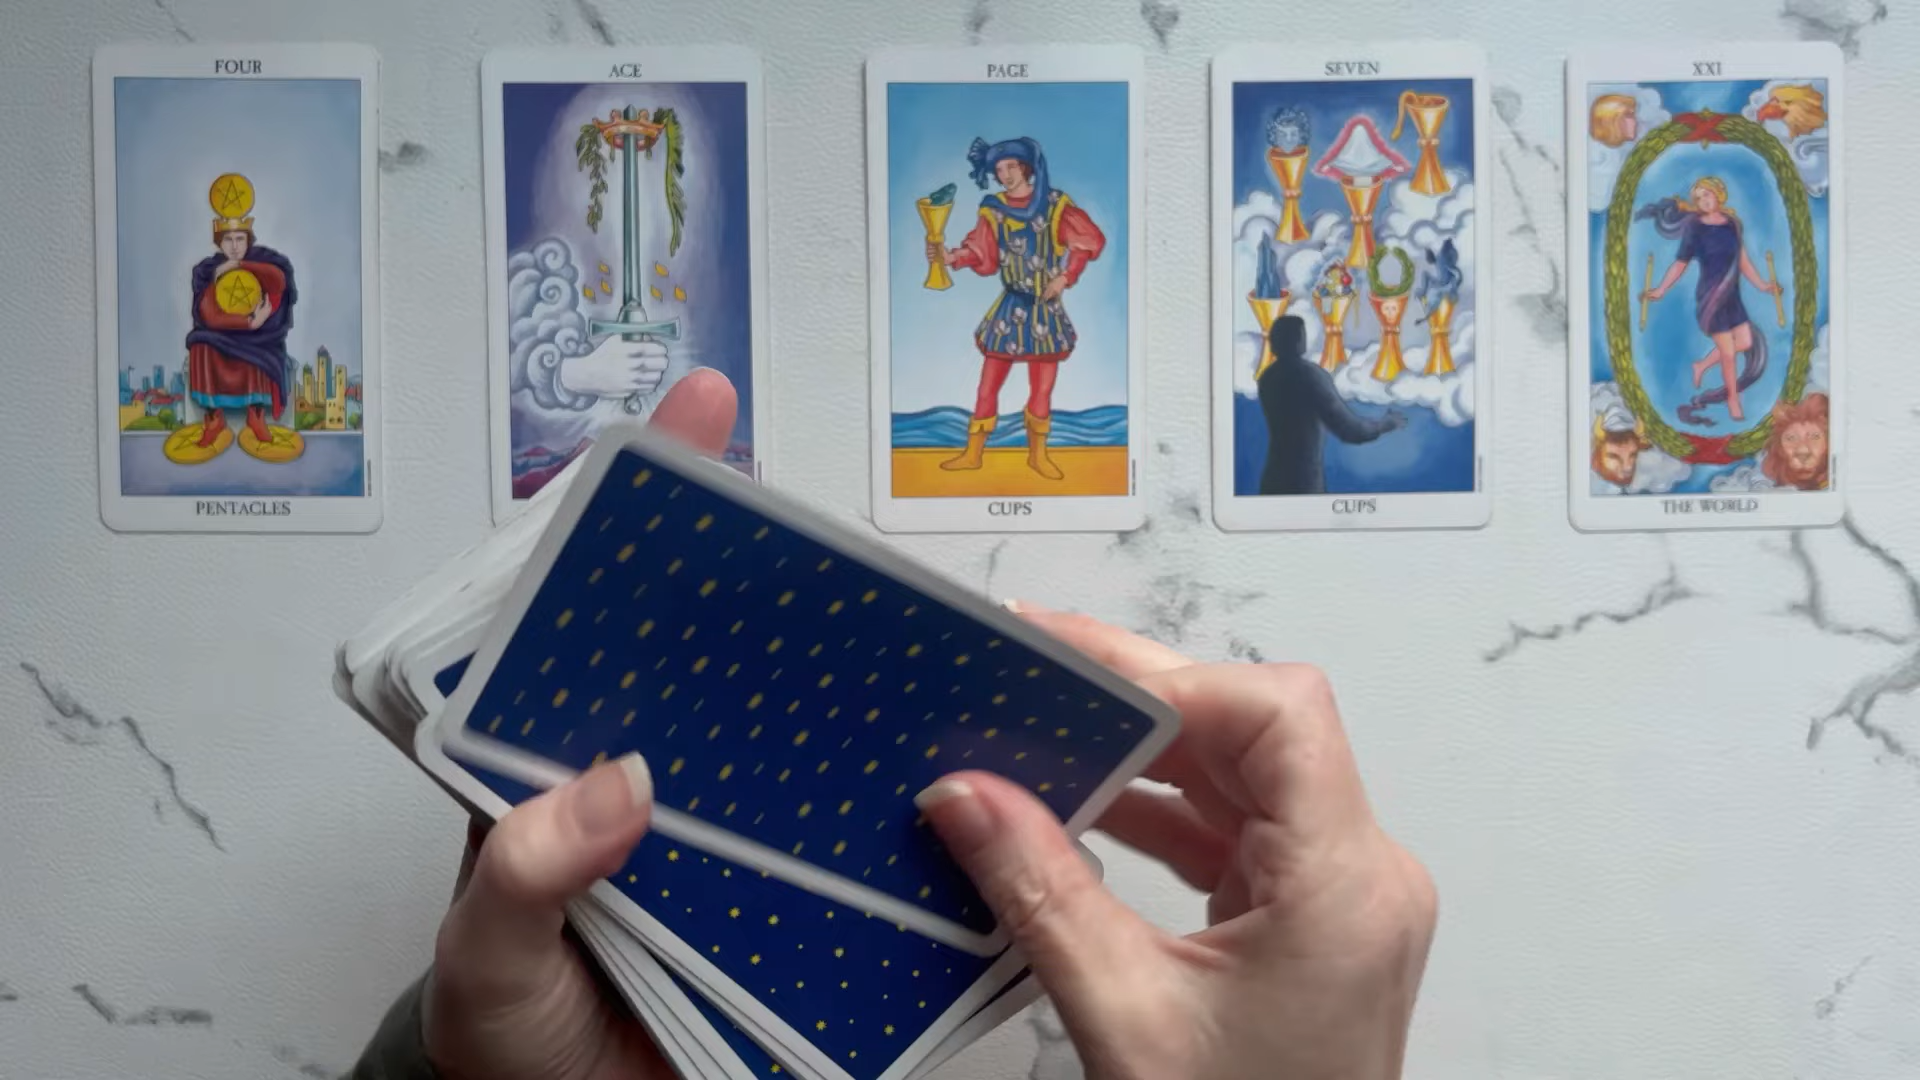 FOUR
PENTACLES
ACE
PAGE
CUPS
SEVEN
CUPS
XXI
THE WORLD